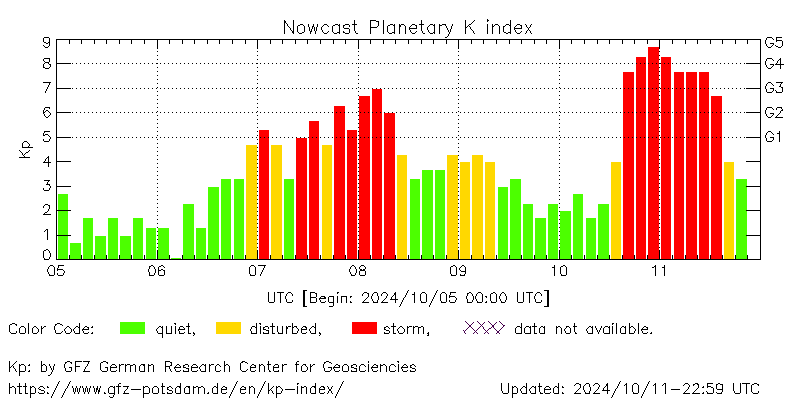 Nowcast Planetary K index
9 G5
8 G4
7 G3
6 G2
5 G1
4
3
2
1
0
Kp
05 06 07 08 09 10 11
UTC [Begin: 2024/10/05 00:00 UTC]
Color Code: quiet, disturbed, storm, data not available.
Kp: by GFZ German Research Center for Geosciencies
https://www.gfz-potsdam.de/en/kp-index/ Updated: 2024/10/11-22:59 UTC